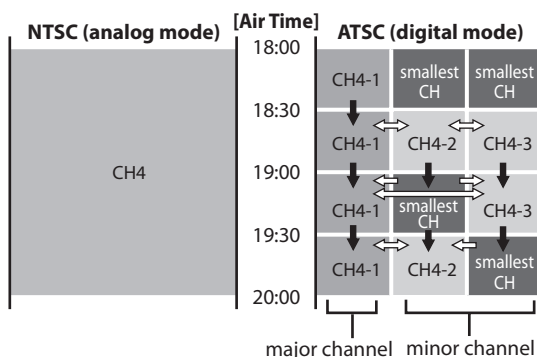 NTSC (analog mode)
[Air Time]
ATSC (digital mode)
18:00
CH4-1
smallest
CH
smallest
CH
18:30
CH4-1
CH4-2
CH4-3
CH4
19:00
CH4-1
smallest
CH
CH4-3
19:30
CH4-1
CH4-2
smallest
CH
20:00
major channel
minor channel